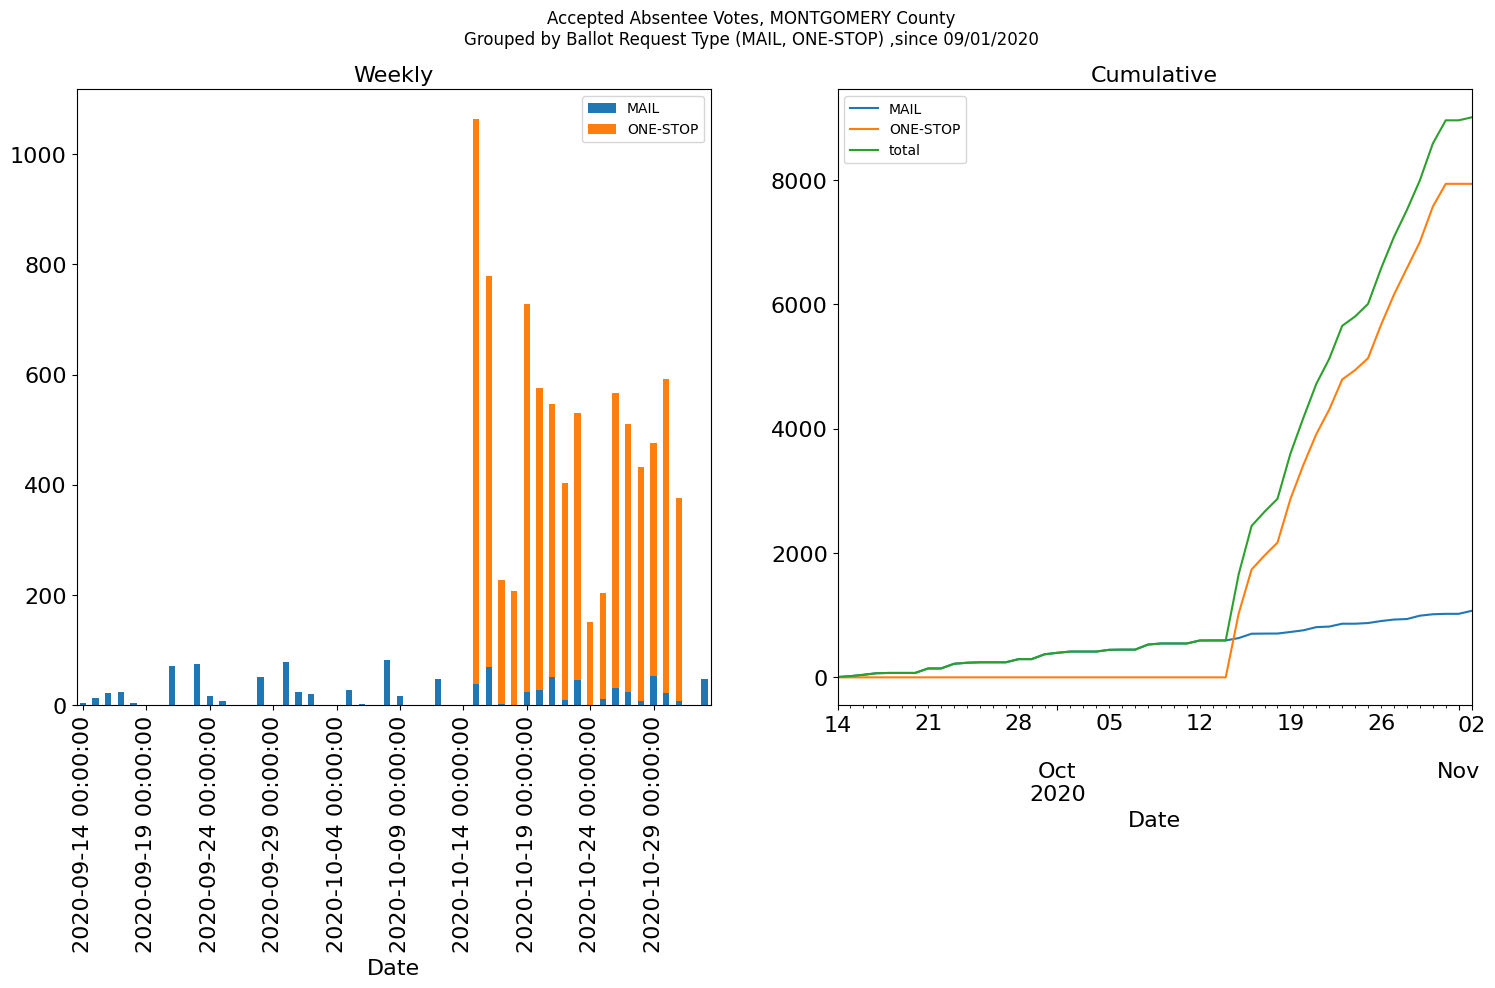 Accepted Absentee Votes, MONTGOMERY County
Grouped by Ballot Request Type (MAIL, ONE-STOP) ,since 09/01/2020
Weekly
MAIL
ONE-STOP
1000
800
600
400
200
0
2020-09-14 00:00:00
2020-09-19 00:00:00
2020-09-24 00:00:00
2020-09-29 00:00:00
2020-10-04 00:00:00
2020-10-09 00:00:00
2020-10-14 00:00:00
2020-10-19 00:00:00
2020-10-24 00:00:00
2020-10-29 00:00:00
Date
Cumulative
MAIL
ONE-STOP
total
8000
6000
4000
2000
0
14 21 28 05 12 19 26 02
Oct Nov
2020
Date